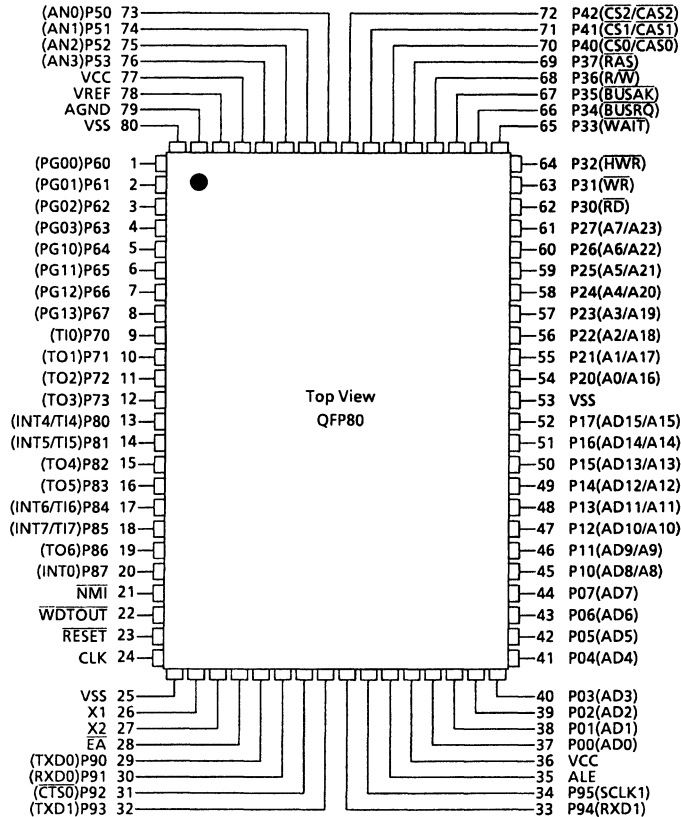 (AN0)P50 73
(AN1)P51 74
(AN2)P52 75
(AN3)P53 76
VCC 77
VREF 78
AGND 79
VSS 80
72 P42(CS2/CAS2)
71 P41(CS1/CAS1)
70 P40(CS0/CAS0)
69 P37(RAS)
68 P36(R/W)
67 P35(BUSAK)
66 P34(BUSRQ)
65 P33(WAIT)
(PG00)P60 1
(PG01)P61 2
(PG02)P62 3
(PG03)P63 4
(PG10)P64 5
(PG11)P65 6
(PG12)P66 7
(PG13)P67 8
(TI0)P70 9
(TO1)P71 10
(TO2)P72 11
(TO3)P73 12
(INT4/TI4)P80 13
(INT5/TI5)P81 14
(TO4)P82 15
(TO5)P83 16
(INT6/TI6)P84 17
(INT7/TI7)P85 18
(TO6)P86 19
(INT0)P87 20
NMI 21
WDTOUT 22
RESET 23
CLK 24
Top View
QFP80
64 P32(HWR)
63 P31(WR)
62 P30(RD)
61 P27(A7/A23)
60 P26(A6/A22)
59 P25(A5/A21)
58 P24(A4/A20)
57 P23(A3/A19)
56 P22(A2/A18)
55 P21(A1/A17)
54 P20(A0/A16)
53 VSS
52 P17(AD15/A15)
51 P16(AD14/A14)
50 P15(AD13/A13)
49 P14(AD12/A12)
48 P13(AD11/A11)
47 P12(AD10/A10)
46 P11(AD9/A9)
45 P10(AD8/A8)
44 P07(AD7)
43 P06(AD6)
42 P05(AD5)
41 P04(AD4)
VSS 25
X1 26
X2 27
EA 28
(TXD0)P90 29
(RXD0)P91 30
(CTS0)P92 31
(TXD1)P93 32
40 P03(AD3)
39 P02(AD2)
38 P01(AD1)
37 P00(AD0)
36 VCC
35 ALE
34 P95(SCLK1)
33 P94(RXD1)